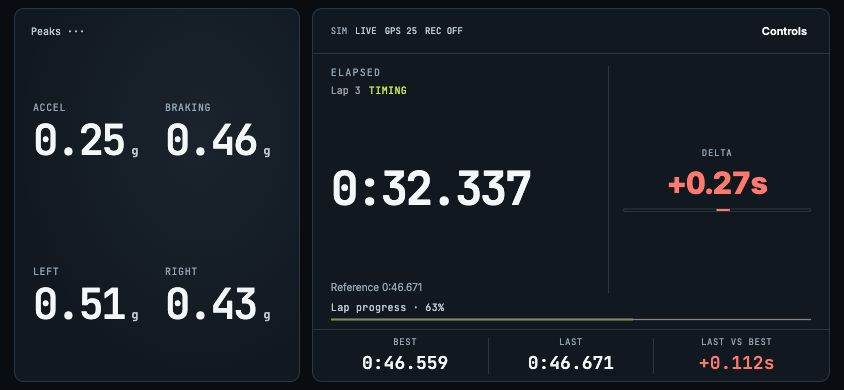 Peaks ···
ACCEL
0.25 g
BRAKING
0.46 g
LEFT
0.51 g
RIGHT
0.43 g
SIM LIVE GPS 25 REC OFF
Controls
ELAPSED
Lap 3 TIMING
0:32.337
DELTA
+0.27s
Reference 0:46.671
Lap progress · 63%
BEST
0:46.559
LAST
0:46.671
LAST VS BEST
+0.112s